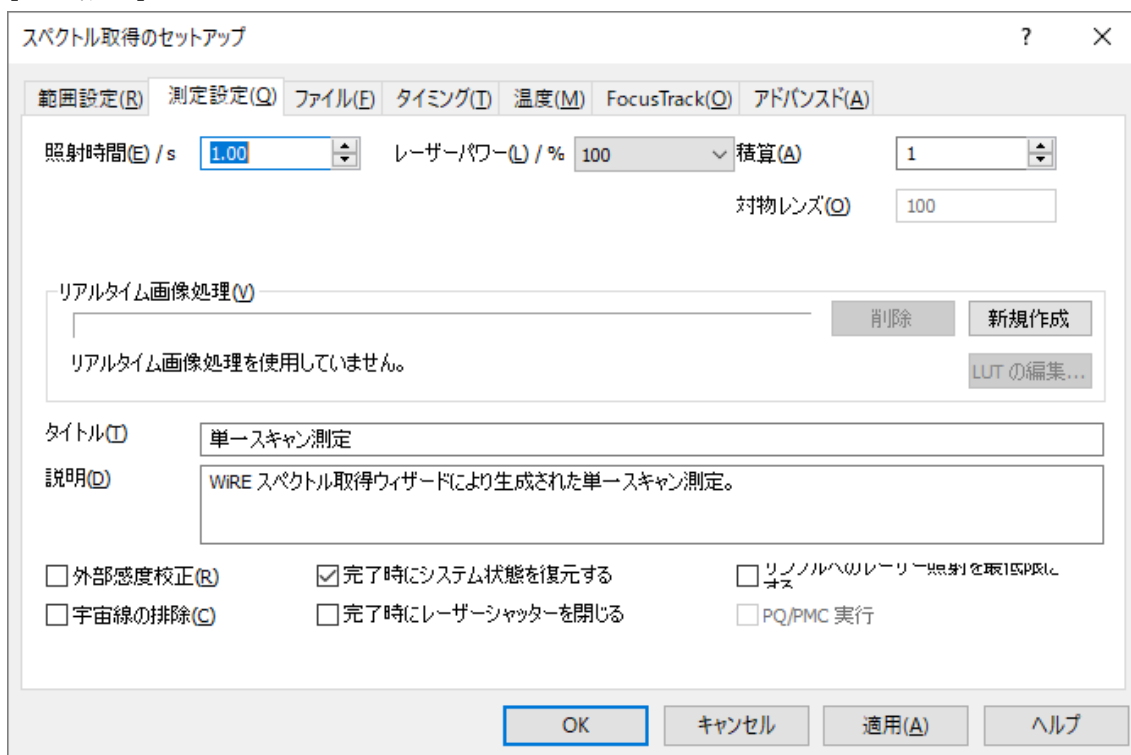 スペクトル取得のセットアップ ?
範囲設定(R) 測定設定(Q) ファイル(F) タイミング(T) 温度(M) FocusTrack(O) アドバンスド(A)
照射時間(E) / s 1.00 レーザーパワー(L) / % 100 積算(A) 1
対物レンズ(O) 100
リアルタイム画像処理(V)
削除 新規作成
リアルタイム画像処理を使用していません。
LUT の編集...
タイトル(T) 単一スキャン測定
説明(D) WiRE スペクトル取得ウィザードにより生成された単一スキャン測定。
外部感度校正(R) 完了時にシステム状態を復元する
宇宙線の排除(C) 完了時にレーザーシャッターを閉じる PQ/PMC 実行
OK キャンセル 適用(A) ヘルプ